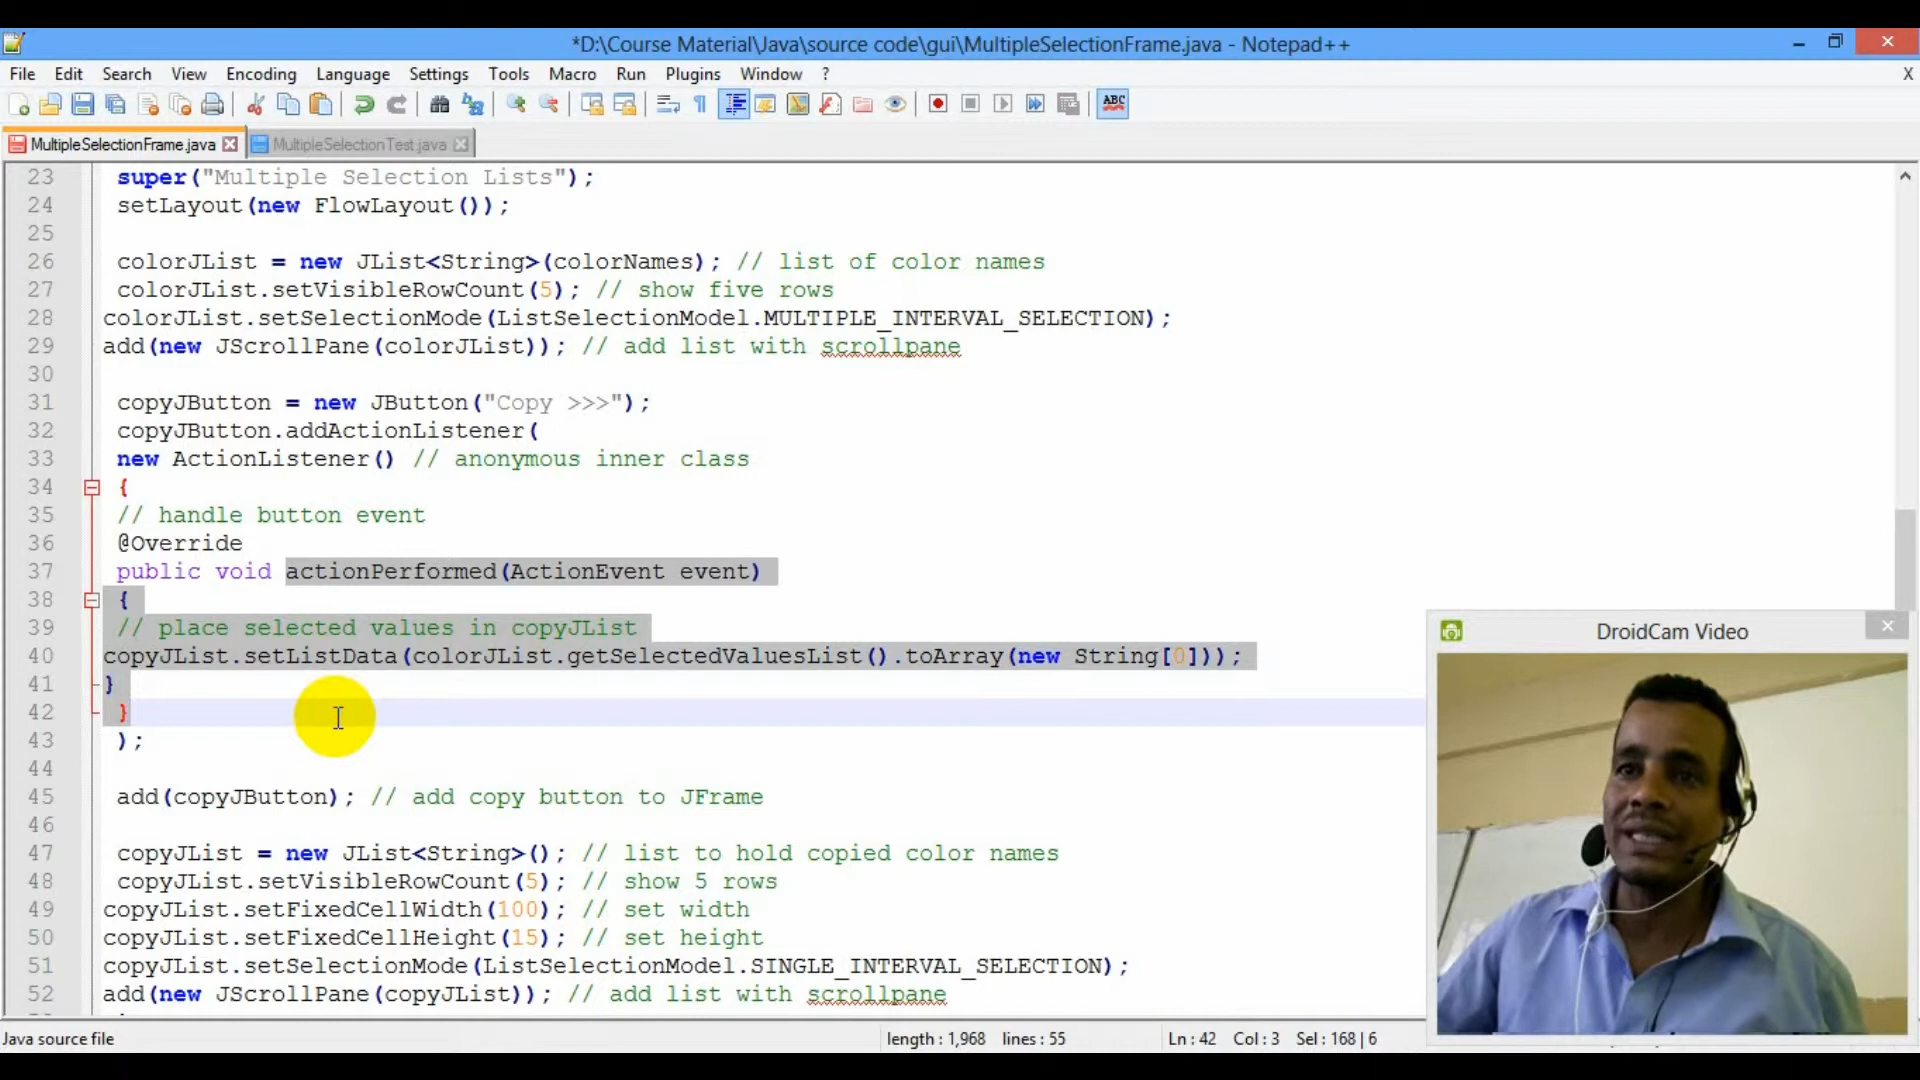 *D:\Course Material\Java\source code\gui\MultipleSelectionFrame.java - Notepad++
File Edit Search View Encoding Language Settings Tools Macro Run Plugins Window ? X
ABC
MultipleSelectionFrame.java MultipleSelectionTest.java
23 super("Multiple Selection Lists");
24 setLayout(new FlowLayout());
25
26 colorJList = new JList<String>(colorNames); // list of color names
27 colorJList.setVisibleRowCount(5); // show five rows
28 colorJList.setSelectionMode(ListSelectionModel.MULTIPLE_INTERVAL_SELECTION);
29 add(new JScrollPane(colorJList)); // add list with scrollpane
30
31 copyJButton = new JButton("Copy >>>");
32 copyJButton.addActionListener(
33 new ActionListener() // anonymous inner class
34 {
35 // handle button event
36 @Override
37 public void actionPerformed(ActionEvent event)
38 {
39 // place selected values in copyJList
40 copyJList.setListData(colorJList.getSelectedValuesList().toArray(new String[0]));
41 }
42 }
43 );
44
45 add(copyJButton); // add copy button to JFrame
46
47 copyJList = new JList<String>(); // list to hold copied color names
48 copyJList.setVisibleRowCount(5); // show 5 rows
49 copyJList.setFixedCellWidth(100); // set width
50 copyJList.setFixedCellHeight(15); // set height
51 copyJList.setSelectionMode(ListSelectionModel.SINGLE_INTERVAL_SELECTION);
52 add(new JScrollPane(copyJList)); // add list with scrollpane
DroidCam Video
Java source file length : 1,968 lines : 55 Ln : 42 Col : 3 Sel : 168 | 6